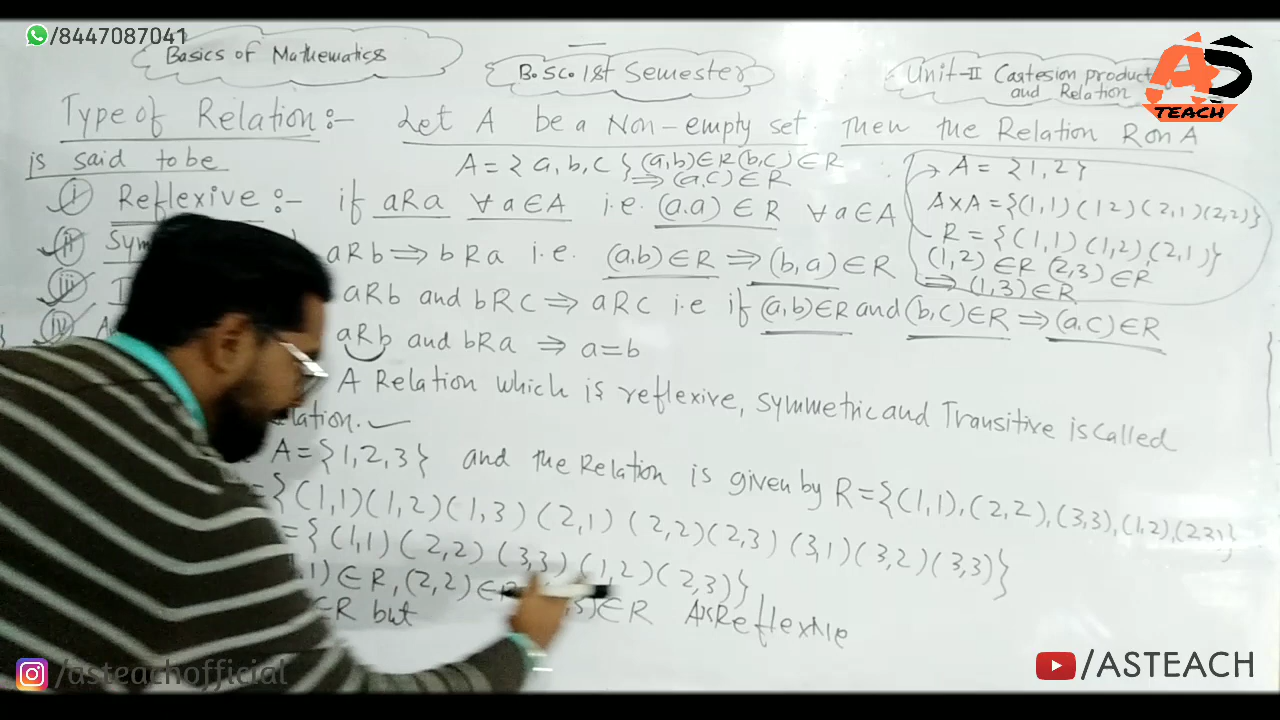 /8447087041
Basics of Mathematics
B.Sc. 1st Semester
Unit-II Cartesion product
and Relation
AS
TEACH
Type of Relation:- Let A be a Non-empty set. Then the Relation R on A
is said to be
A = {a, b, c} (a,b)∈R (b,c)∈R
⇒ (a,c)∈R
(i) Reflexive :- if aRa ∀ a∈A i.e. (a.a) ∈ R ∀ a∈A
(ii) Sym aRb ⇒ bRa i.e. (a,b)∈R ⇒ (b,a)∈R
(iii) aRb and bRc ⇒ aRc i.e if (a,b)∈R and (b,c)∈R ⇒ (a,c)∈R
(iv) A aRb and bRa ⇒ a=b
A = {1,2}
A×A = {(1,1) (12) (2,1) (2,2)}
R = {(1,1) (1,2), (2,1)}
(1,2) ∈R (2,3) ∈R
⇒ (1,3)∈R
A Relation which is reflexive, Symmetric and Transitive is called
lation.
A={1,2,3} and the Relation is given by R={(1,1), (2,2), (3,3), (1,2) (2,3)}
={(1,1) (1,2) (1,3) (2,1) (2,2) (2,3) (3,1) (3,2) (3,3)}
={(1,1) (2,2) (3,3) (1,2) (2,3)}
1)∈R, (2,2)∈R
∈R but ∈R Reflexive
/asteachofficial
/ASTEACH